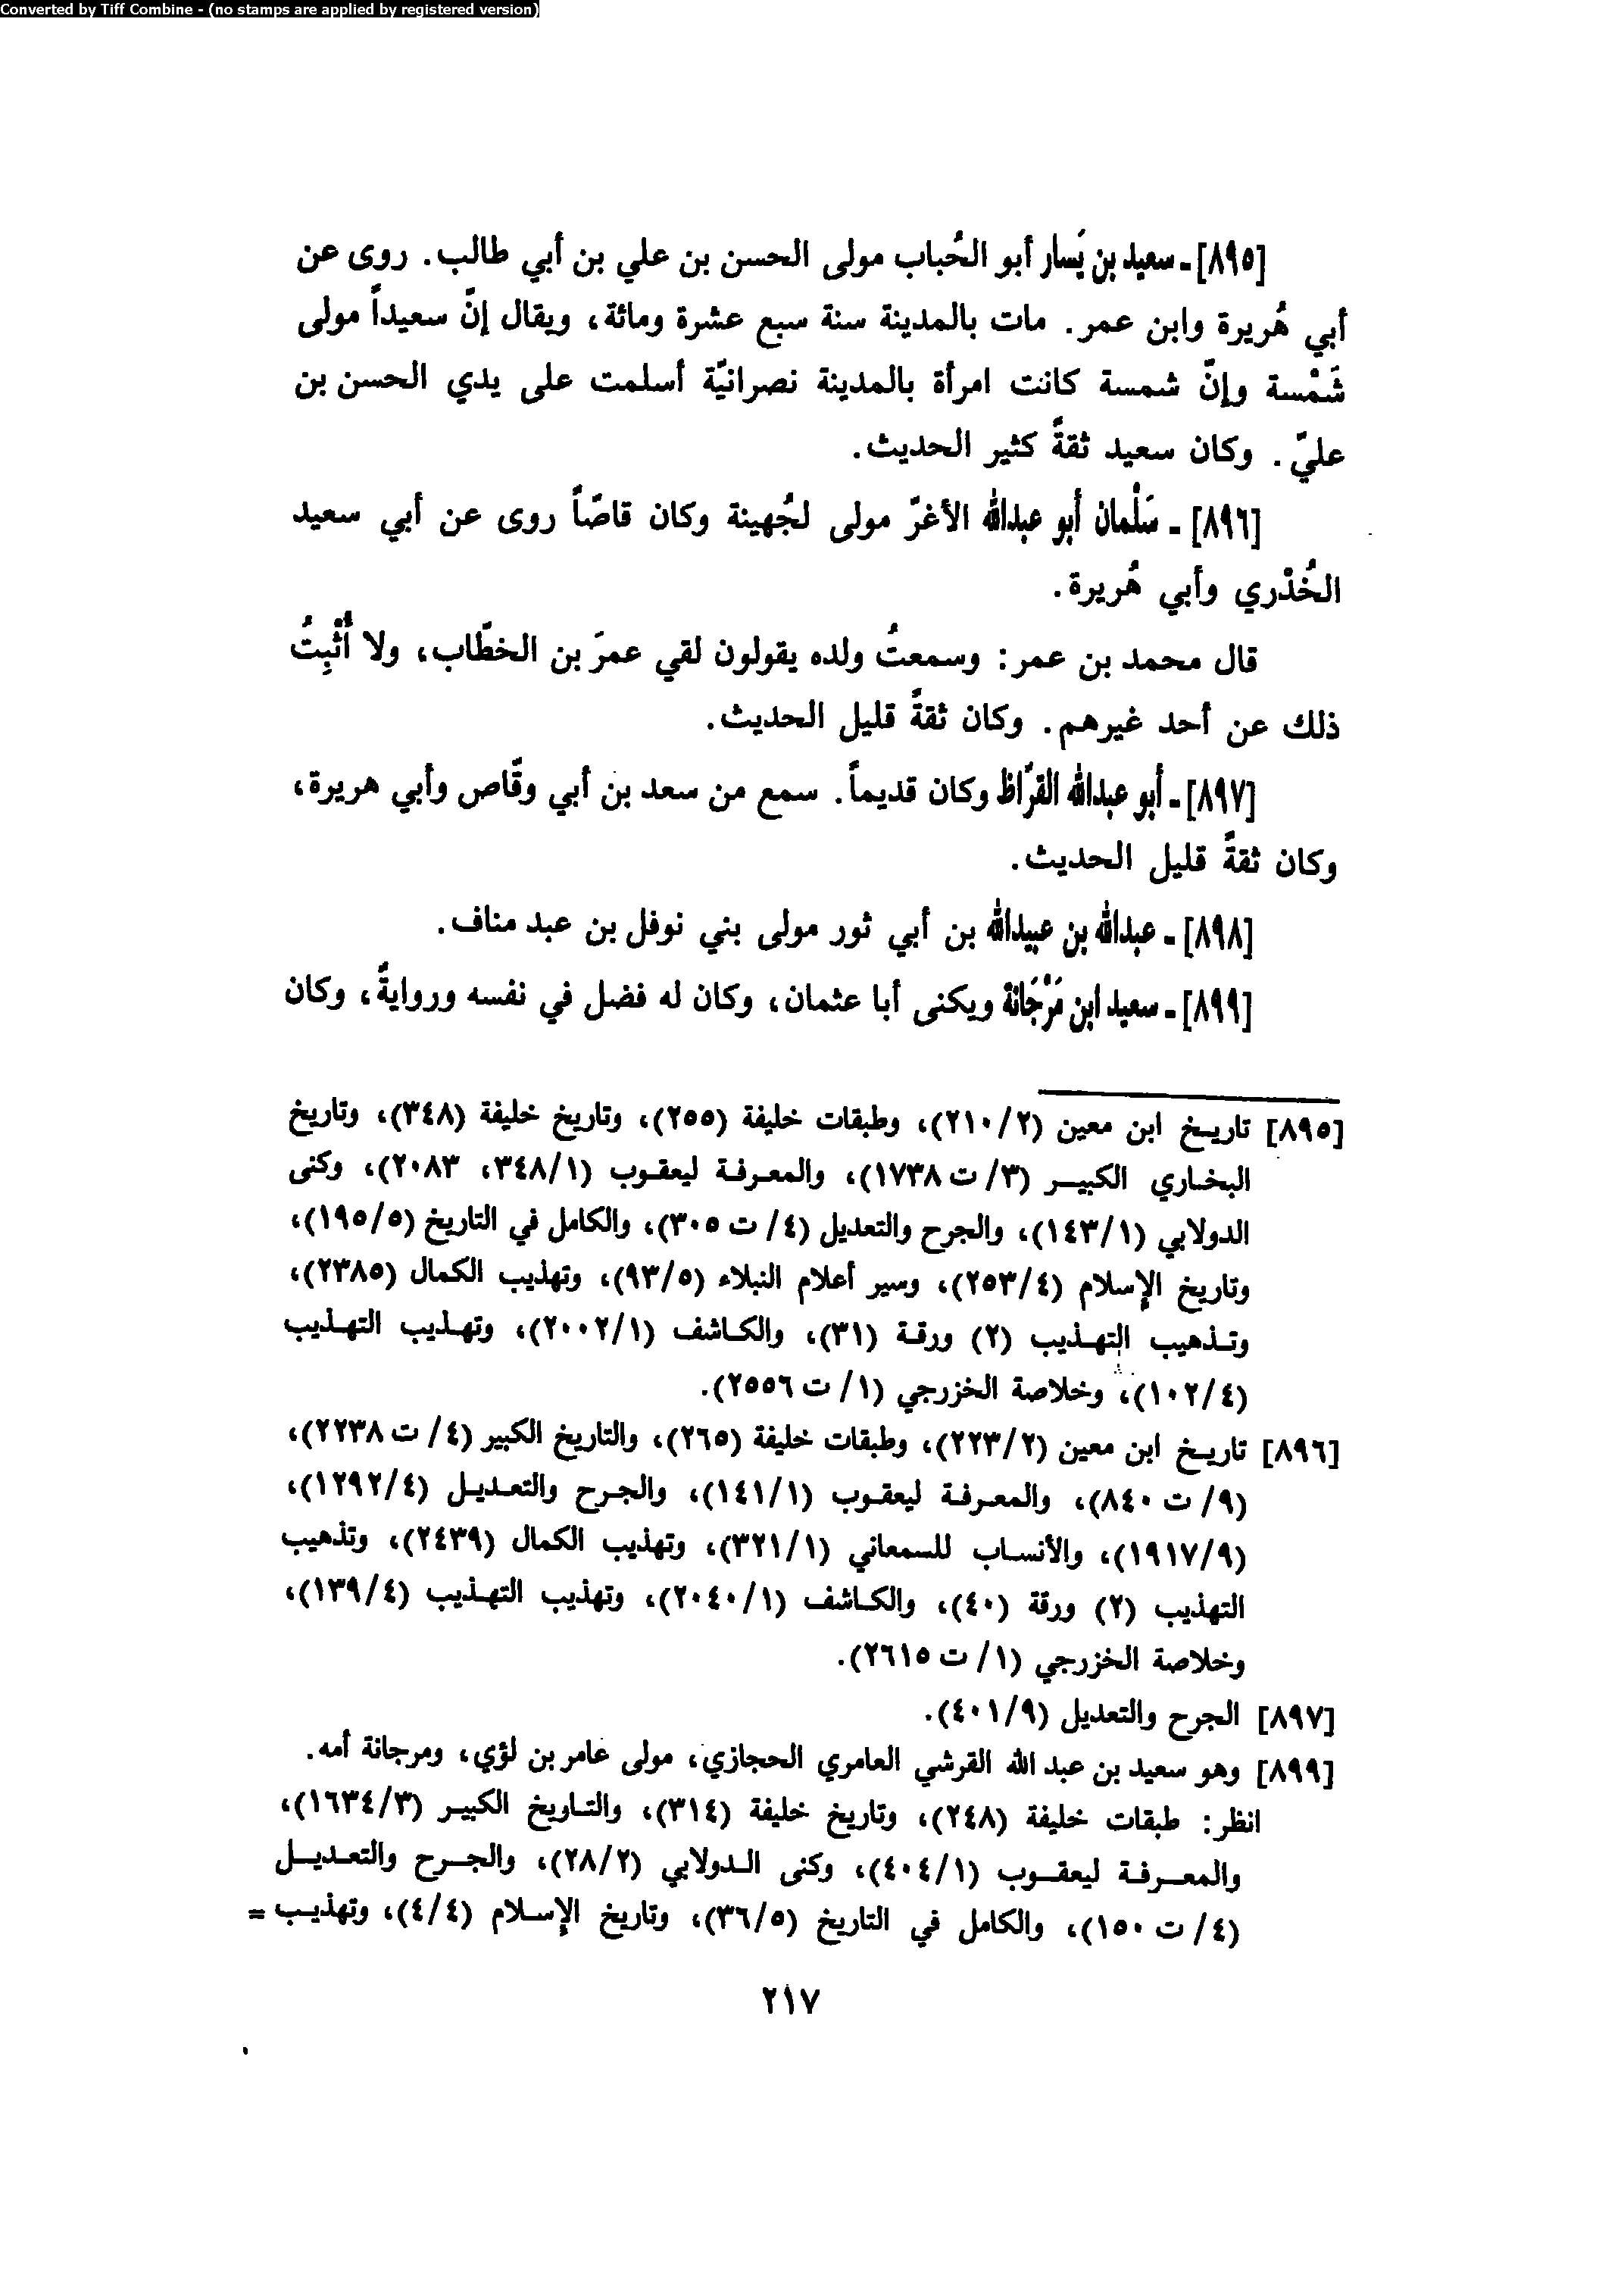 Converted by Tiff Combine - (no stamps are applied by registered version)
[٨٩٥] - سعيد بن يَسار أبو الحُباب مولى الحسن بن علي بن أبي طالب. روى عن
أبي هُريرة وابن عمر. مات بالمدينة سنة سبع عشرة ومائة، ويقال إنّ سعيداً مولى
شَمْسة وإنّ شمسة كانت امرأة بالمدينة نصرانيّة أسلمت على يدي الحسن بن
عليّ. وكان سعيد ثقةً كثير الحديث.
[٨٩٦] - سَلْمان أبو عبدالله الأغرّ مولى لجُهينة وكان قاصّاً روى عن أبي سعيد
الخُدْري وأبي هُريرة.
قال محمد بن عمر: وسمعتُ ولده يقولون لقي عمرَ بن الخطّاب، ولا أُثْبِتُ
ذلك عن أحد غيرهم. وكان ثقةً قليل الحديث.
[٨٩٧] - أبو عبدالله القرّاظ وكان قديماً. سمع من سعد بن أبي وقّاص وأبي هريرة،
وكان ثقةً قليل الحديث.
[٨٩٨] - عبدالله بن عبيدالله بن أبي ثور مولى بني نوفل بن عبد مناف.
[٨٩٩] - سعيد ابن مَرْجَانة ويكنى أبا عثمان، وكان له فضل في نفسه وروايةٌ، وكان
[٨٩٥] تاريخ ابن معين (٢١٠/٢)، وطبقات خليفة (٢٥٥)، وتاريخ خليفة (٣٤٨)، وتاريخ
البخاري الكبير (٣/ ت ١٧٣٨)، والمعرفة ليعقوب (٣٤٨/١، ٢٠٨٣)، وكنى
الدولابي (١٤٣/١)، والجرح والتعديل (٤/ ت ٣٠٥)، والكامل في التاريخ (١٩٥/٥)،
وتاريخ الإسلام (٢٥٣/٤)، وسير أعلام النبلاء (٩٣/٥)، وتهذيب الكمال (٢٣٨٥)،
وتذهيب التهذيب (٢) ورقة (٣١)، والكاشف (٢٠٠٢/١)، وتهذيب التهذيب
(١٠٢/٤)، وخلاصة الخزرجي (١/ ت ٢٥٥٦).
[٨٩٦] تاريخ ابن معين (٢٢٣/٢)، وطبقات خليفة (٢٦٥)، والتاريخ الكبير (٤/ ت ٢٢٣٨)،
(٩/ ت ٨٤٠)، والمعرفة ليعقوب (١٤١/١)، والجرح والتعديل (١٢٩٢/٤)،
(١٩١٧/٩)، والأنساب للسمعاني (٣٢١/١)، وتهذيب الكمال (٢٤٣٩)، وتذهيب
التهذيب (٢) ورقة (٤٠)، والكاشف (٢٠٤٠/١)، وتهذيب التهذيب (١٣٩/٤)،
وخلاصة الخزرجي (١/ ت ٢٦١٥).
[٨٩٧] الجرح والتعديل (٤٠١/٩).
[٨٩٩] وهو سعيد بن عبد الله القرشي العامري الحجازي، مولى عامر بن لؤي، ومرجانة أمه.
انظر: طبقات خليفة (٢٤٨)، وتاريخ خليفة (٣١٤)، والتاريخ الكبير (١٦٣٤/٣)،
والمعرفة ليعقوب (٤٠٤/١)، وكنى الدولابي (٢٨/٢)، والجرح والتعديل
(٤/ ت ١٥٠)، والكامل في التاريخ (٣٦/٥)، وتاريخ الإسلام (٤/٤)، وتهذيب =
٢١٧